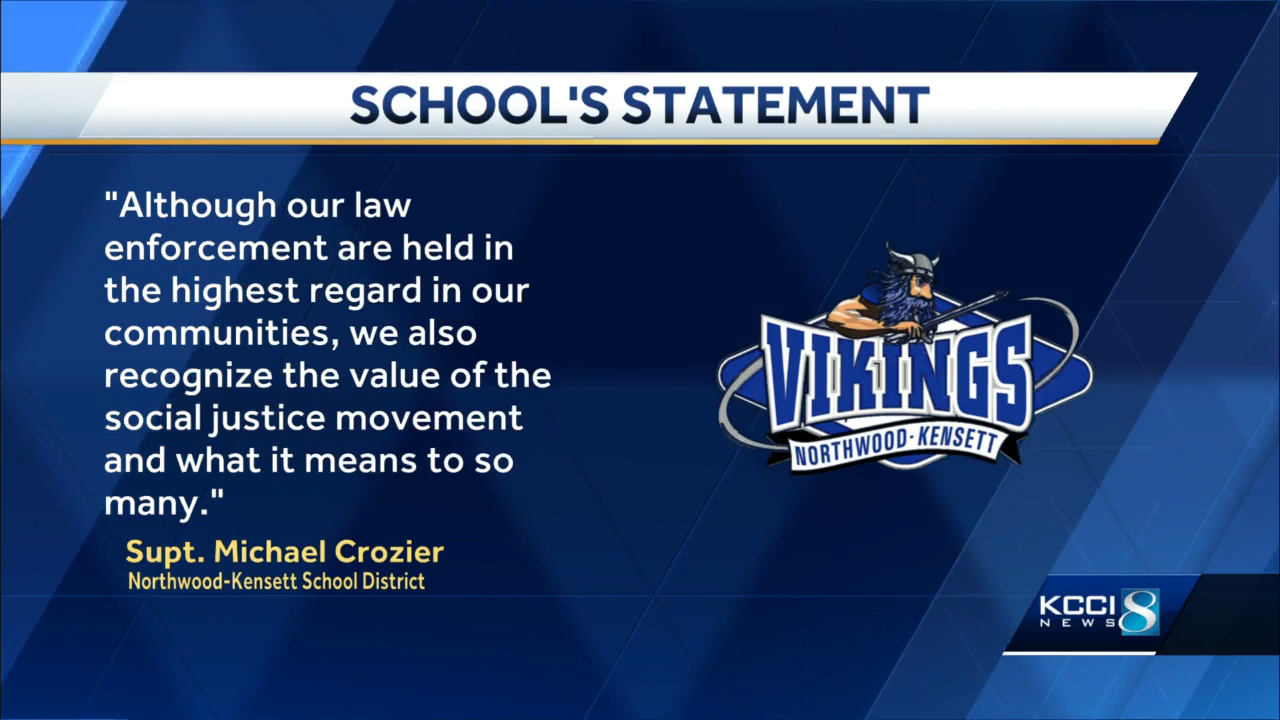 SCHOOL'S STATEMENT
"Although our law
enforcement are held in
the highest regard in our
communities, we also
recognize the value of the
social justice movement
and what it means to so
many."
Supt. Michael Crozier
Northwood-Kensett School District
VIKINGS
NORTHWOOD-KENSETT
KCCI 8
NEWS